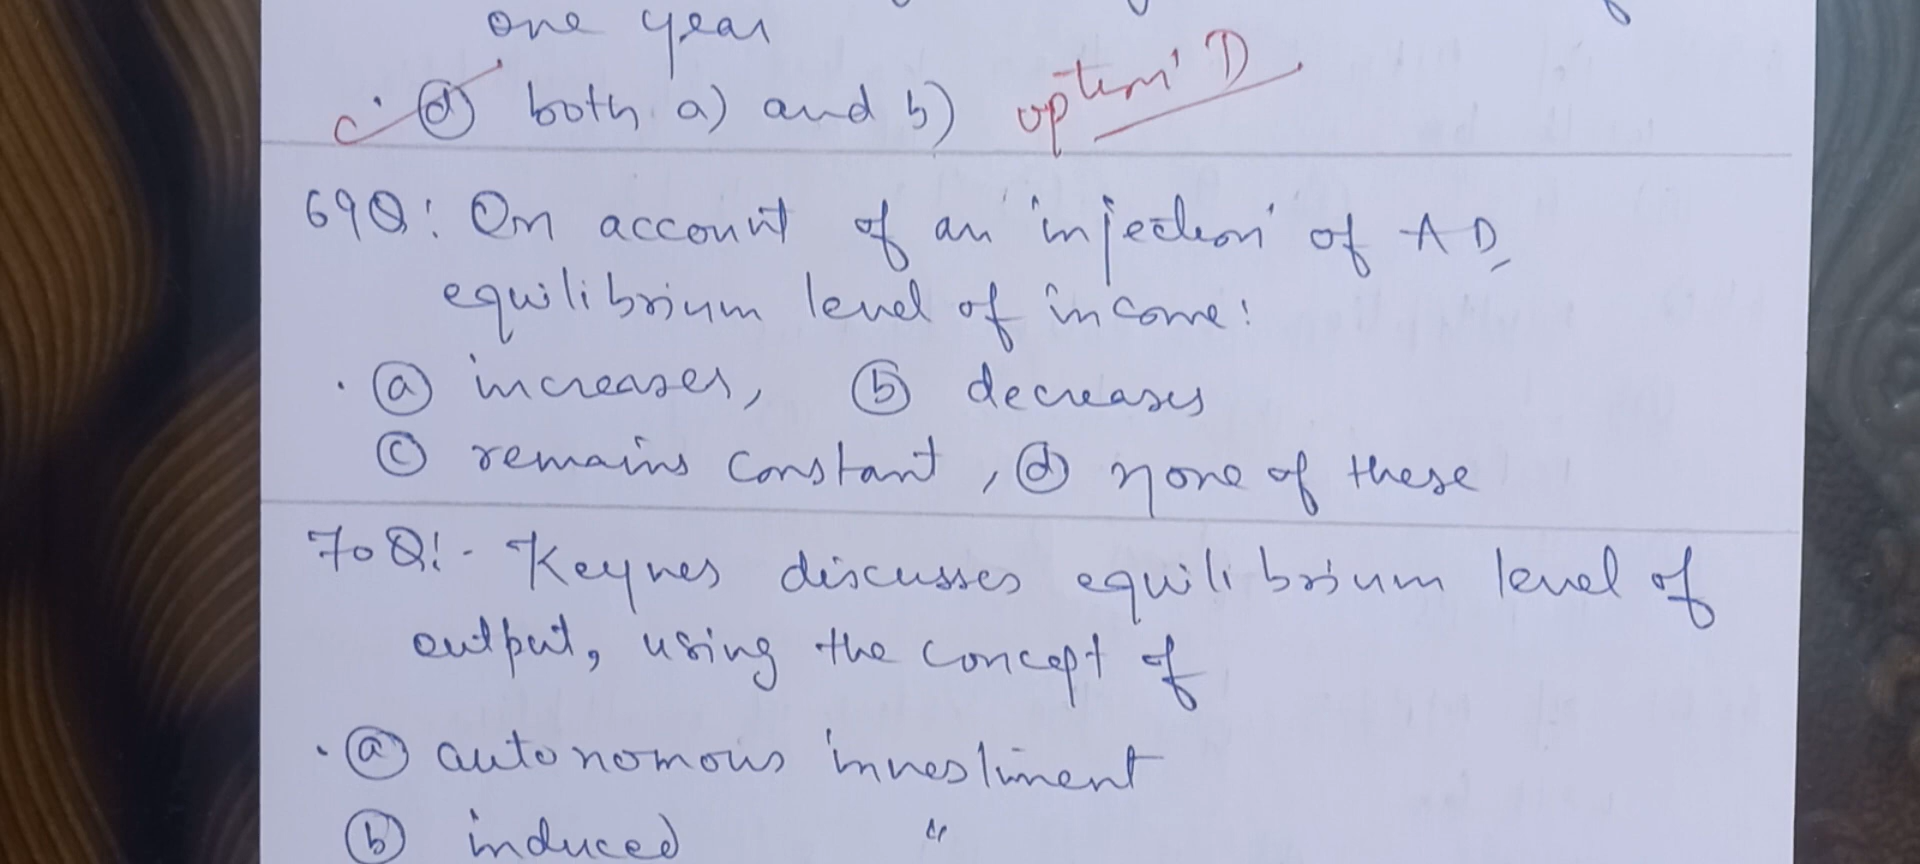 one year
d) both a) and b) option' D
69Q: On account of an 'injection' of AD,
equilibrium level of income:
. a) increases, b) decreases
c) remains constant, d) none of these
70Q:- Keynes discusses equilibrium level of
output, using the concept of
. a) autonomous investment
b) induced "